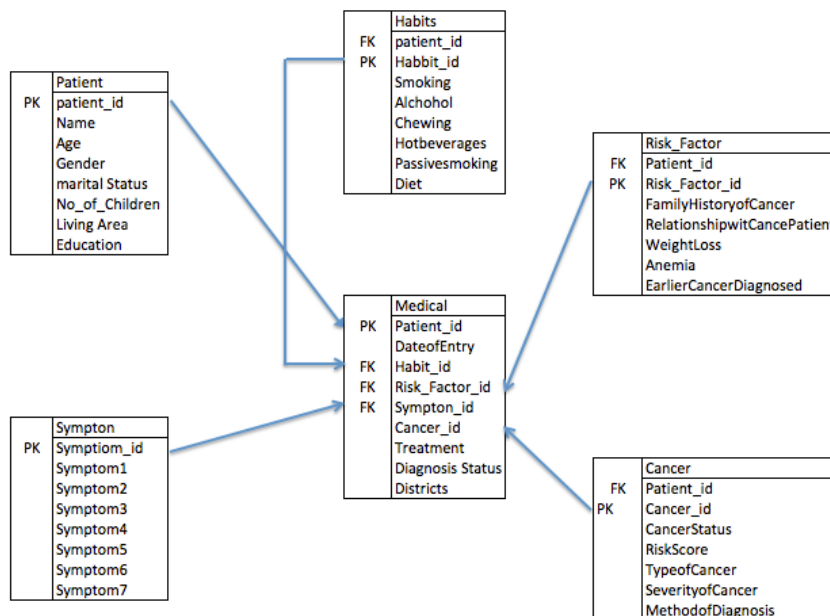 Habits
FK patient_id
PK Habbit_id
Smoking
Alchohol
Chewing
Hotbeverages
Passivesmoking
Diet
Patient
PK patient_id
Name
Age
Gender
marital Status
No_of_Children
Living Area
Education
Risk_Factor
FK Patient_id
PK Risk_Factor_id
FamilyHistoryofCancer
RelationshipwitCancePatient
WeightLoss
Anemia
EarlierCancerDiagnosed
Medical
PK Patient_id
DateofEntry
FK Habit_id
FK Risk_Factor_id
FK Sympton_id
Cancer_id
Treatment
Diagnosis Status
Districts
Sympton
PK Symptiom_id
Symptom1
Symptom2
Symptom3
Symptom4
Symptom5
Symptom6
Symptom7
Cancer
FK Patient_id
PK Cancer_id
CancerStatus
RiskScore
TypeofCancer
SeverityofCancer
MethodofDiagnosis